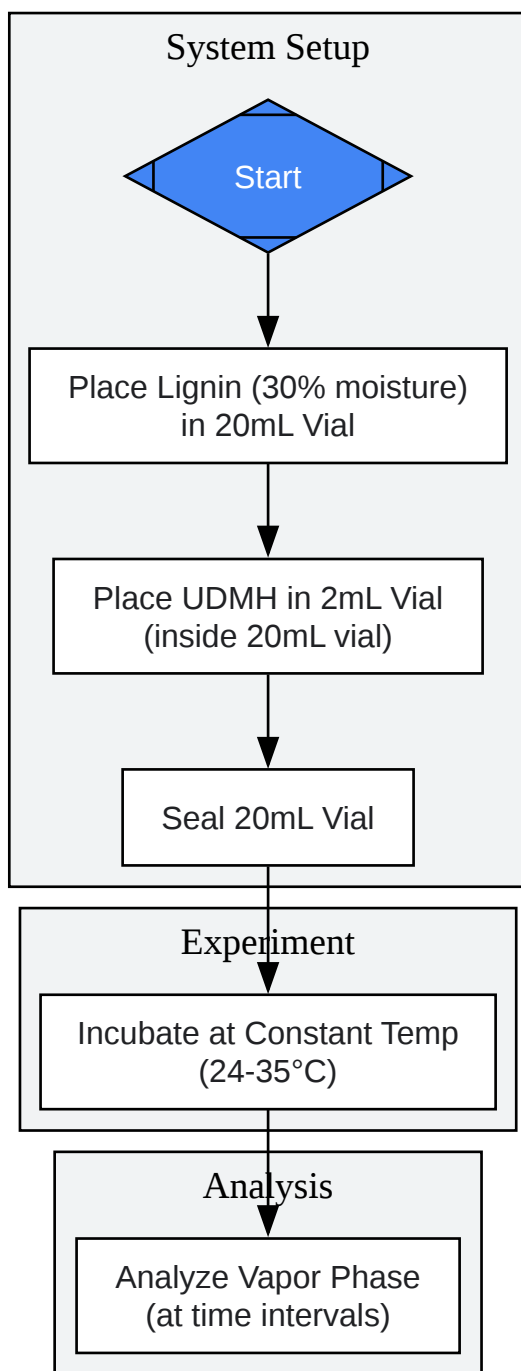 System Setup
Start
Place Lignin (30% moisture)
in 20mL Vial
Place UDMH in 2mL Vial
(inside 20mL vial)
Seal 20mL Vial
Experiment
Incubate at Constant Temp
(24-35°C)
Analysis
Analyze Vapor Phase
(at time intervals)